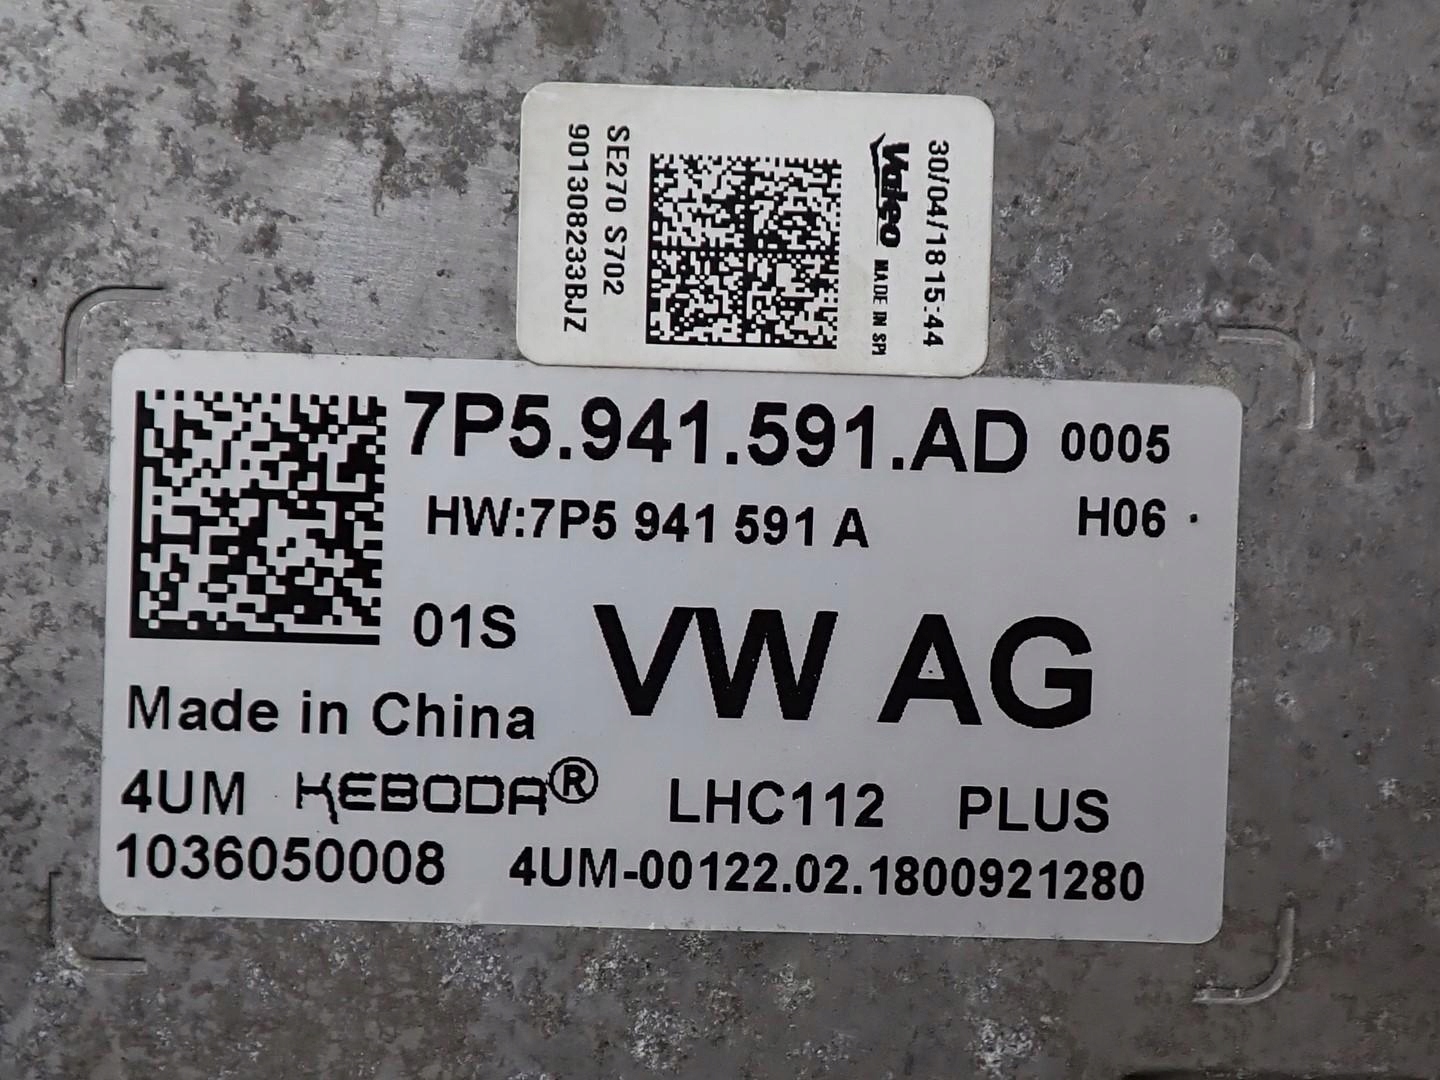 30/04/18 15:44
Valeo MADE IN SPI
SE270 S702
90130823BJZ
7P5.941.591.AD 0005
HW:7P5 941 591 A H06
01S VW AG
Made in China
4UM KEBODA® LHC112 PLUS
1036050008 4UM-00122.02.1800921280